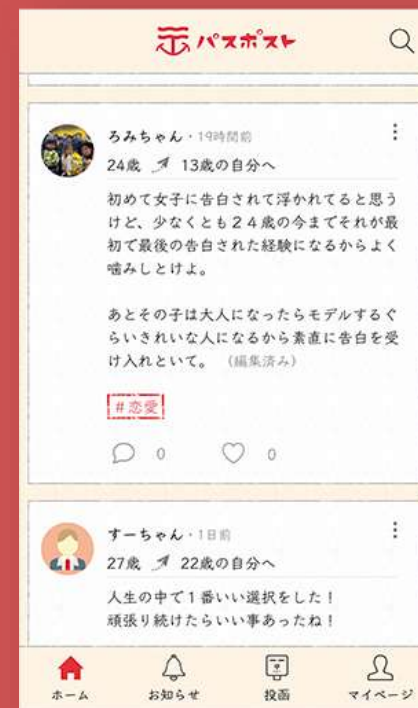 パスポスト
ろみちゃん・19時間前
24歳 13歳の自分へ
初めて女子に告白されて浮かれてると思う
けど、少なくとも２４歳の今までそれが最
初で最後の告白された経験になるからよく
噛みしとけよ。
あとその子は大人になったらモデルするぐ
らいきれいな人になるから素直に告白を受
け入れといて。 （編集済み）
#恋愛
0 0
すーちゃん・1日前
27歳 22歳の自分へ
人生の中で１番いい選択をした！
頑張り続けたらいい事あったね！
ホーム お知らせ 投函 マイページ